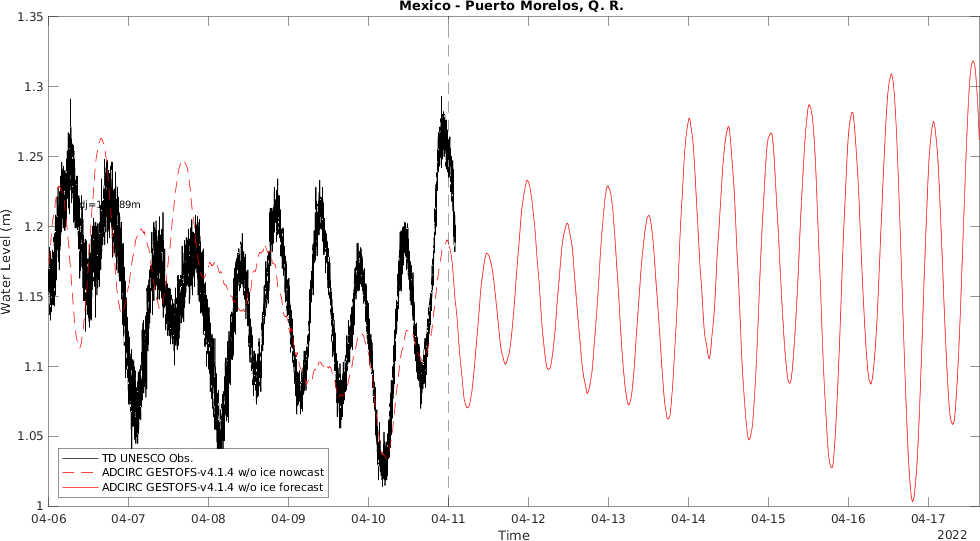 Mexico - Puerto Morelos, Q. R.
1.35
1.3
1.25
1.2
1.15
1.1
1.05
1
Water Level (m)
TD UNESCO Obs.
ADCIRC GESTOFS-v4.1.4 w/o ice nowcast
ADCIRC GESTOFS-v4.1.4 w/o ice forecast
04-06 04-07 04-08 04-09 04-10 04-11 04-12 04-13 04-14 04-15 04-16 04-17
Time
2022